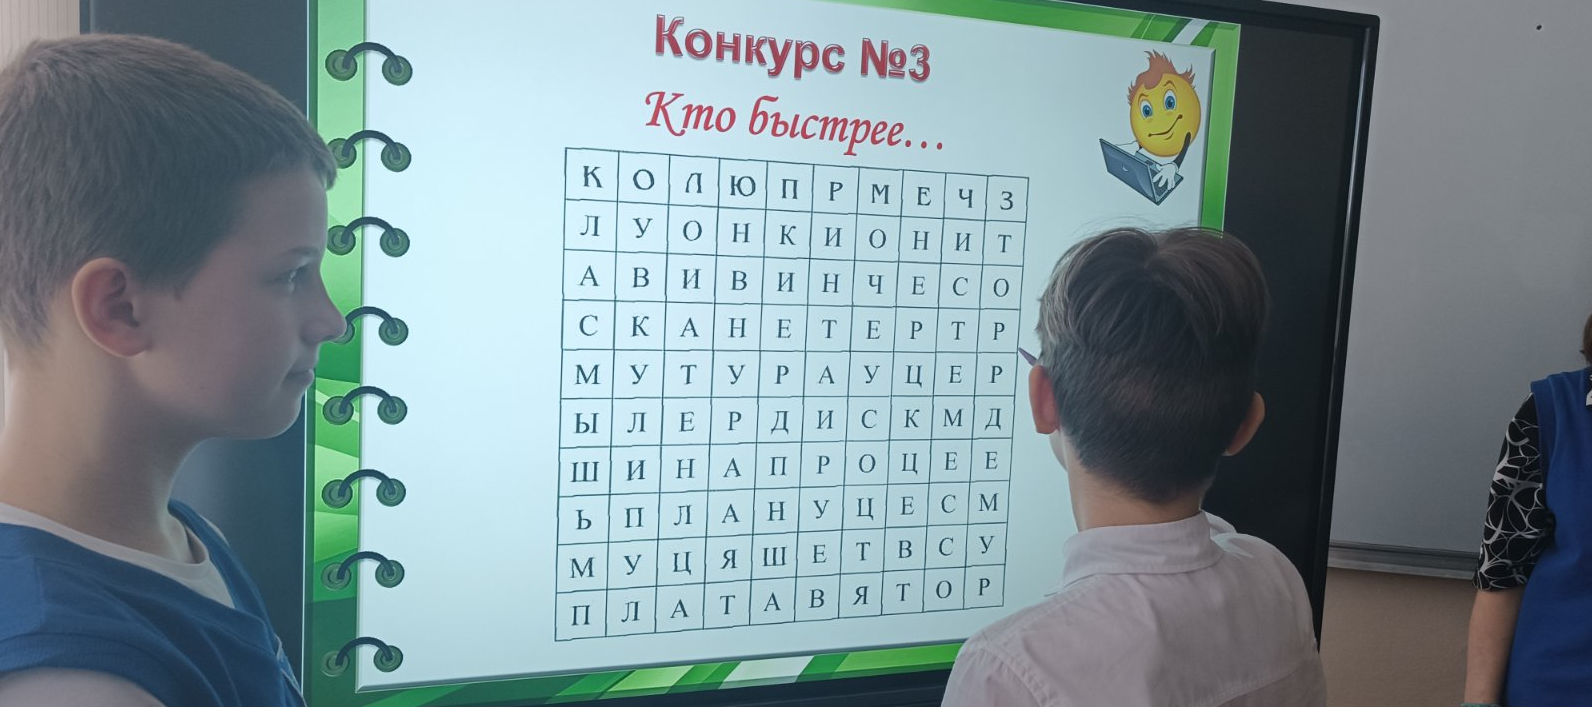 Конкурс №3
Кто быстрее...
К О Л Ю П Р М Е Ч З
Л У О Н К И О Н И Т
А В И В И Н Ч Е С О
С К А Н Е Т Е Р Т Р
М У Т У Р А У Ц Е Р
Ы Л Е Р Д И С К М Д
Ш И Н А П Р О Ц Е Е
Ь П Л А Н У Ц Е С М
М У Ц Я Ш Е Т В С У
П Л А Т А В Я Т О Р